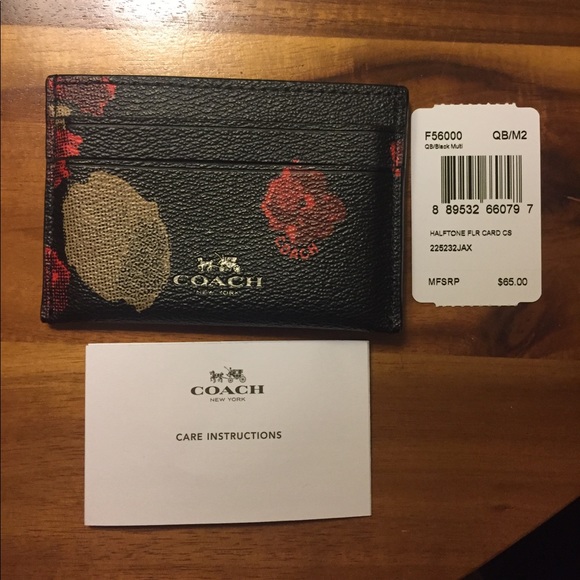 COACH
COACH
NEW YORK
F56000 QB/M2
QB/Black Multi
8 89532 66079 7
HALFTONE FLR CARD CS
225232JAX
MFSRP $65.00
COACH
NEW YORK
CARE INSTRUCTIONS